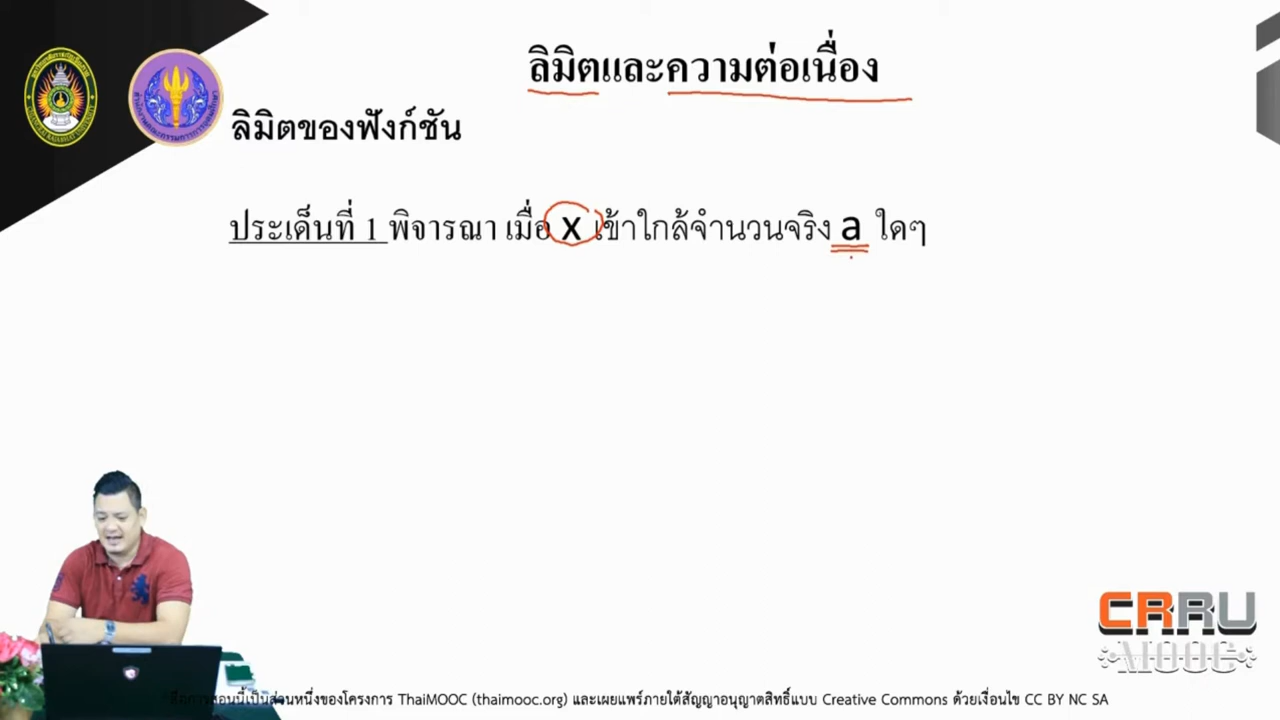 ลิมิตและความต่อเนื่อง
ลิมิตของฟังก์ชัน
ประเด็นที่ 1 พิจารณา เมื่อ x เข้าใกล้จำนวนจริง a ใดๆ
CRRU
MOOC
สื่อการสอนนี้เป็นส่วนหนึ่งของโครงการ ThaiMOOC (thaimooc.org) และเผยแพร่ภายใต้สัญญาอนุญาตสิทธิ์แบบ Creative Commons ด้วยเงื่อนไข CC BY NC SA